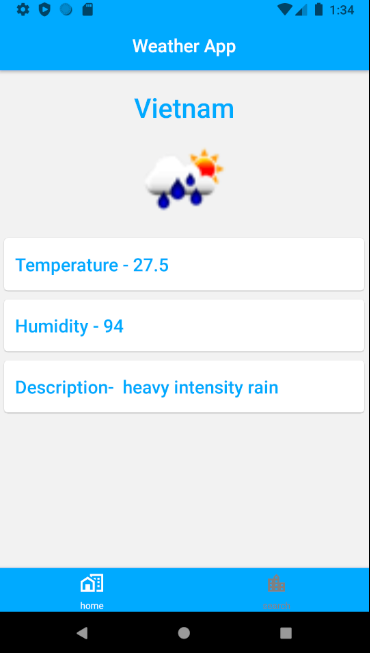 1:34
Weather App
Vietnam
Temperature - 27.5
Humidity - 94
Description-  heavy intensity rain
home